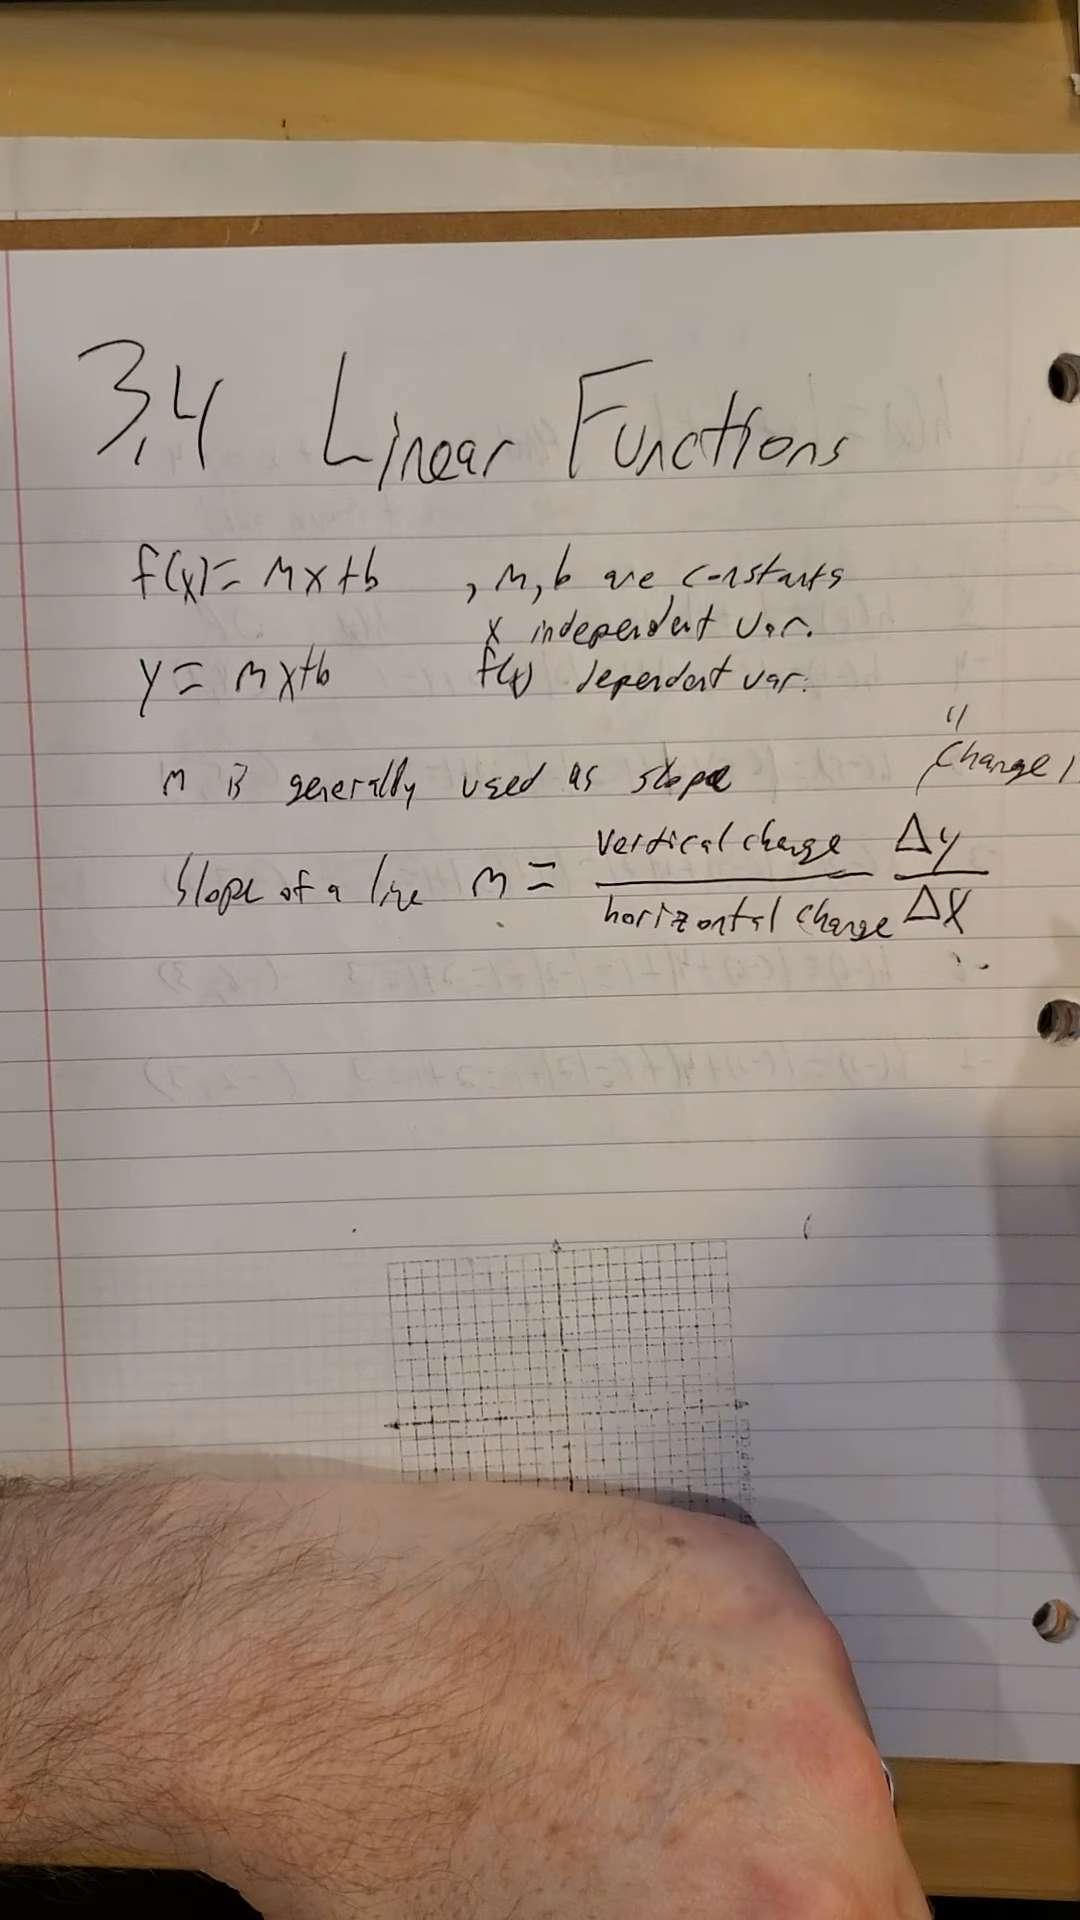 3.4 Linear Functions
f(x) = mx+b , m, b are constants
x independent var.
y = mx+b f(x) dependent var.
"
m is generally used as slope change
Slope of a line m = vertical change / horizontal change Δy / Δx